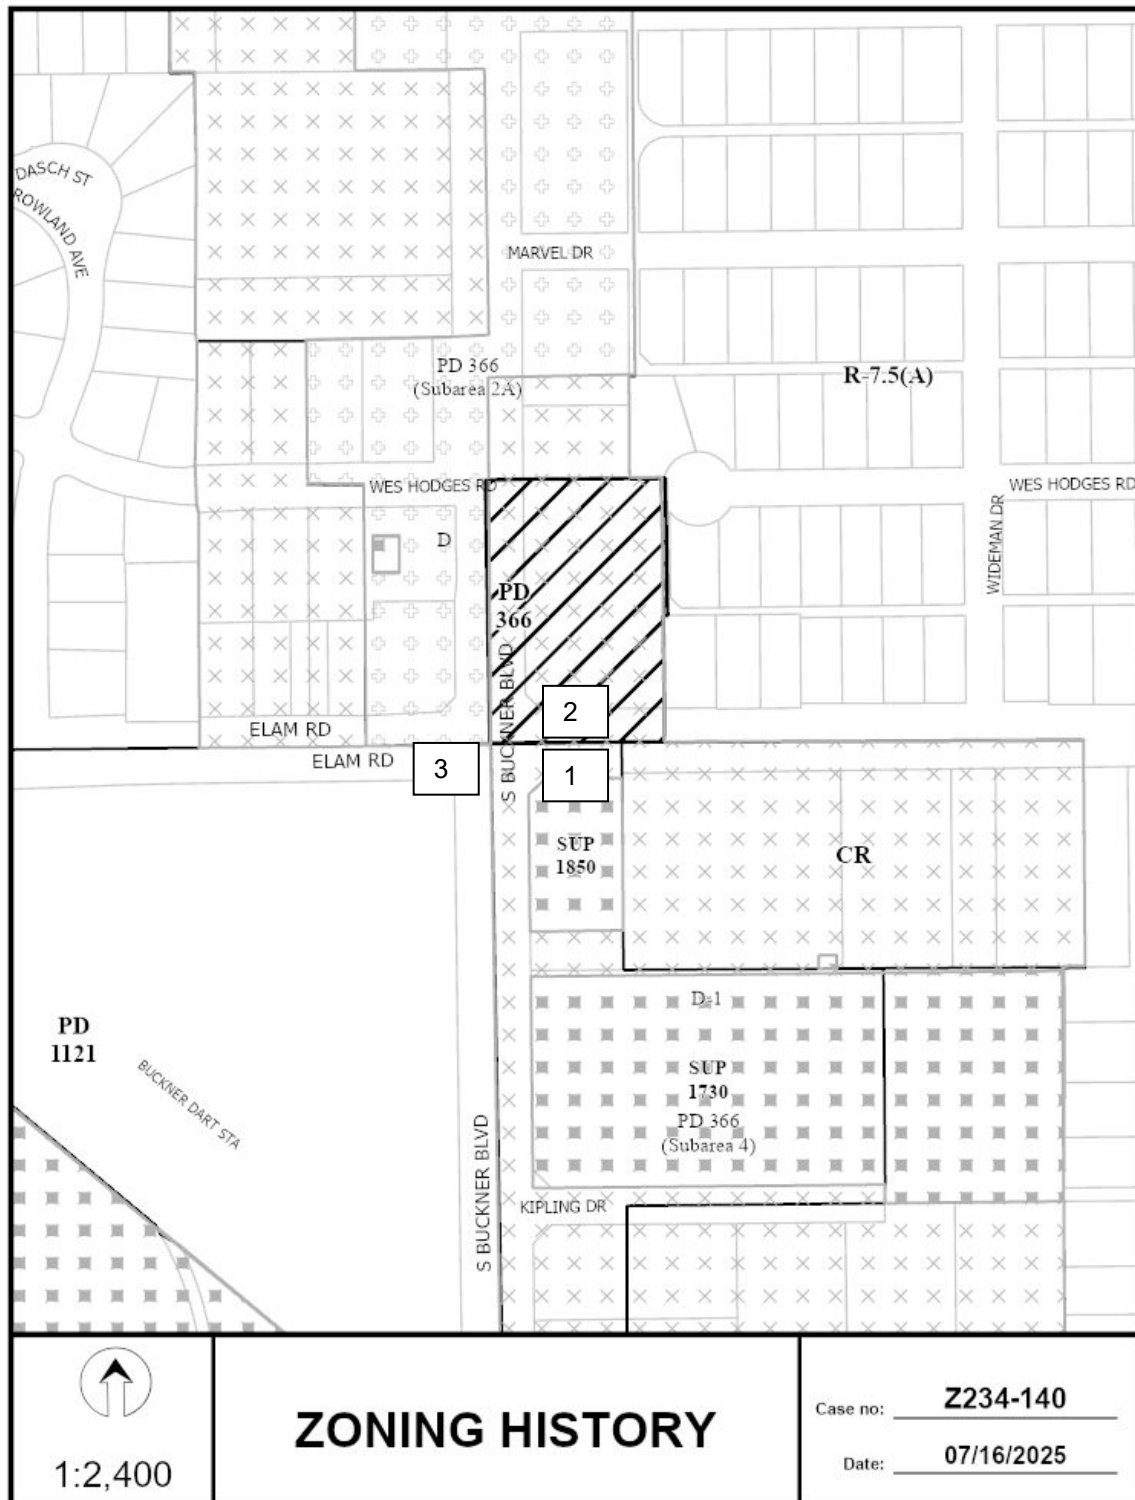 DASCH ST
ROWLAND AVE
MARVEL DR
PD 366
(Subarea 2A)
R-7.5(A)
WES HODGES RD
WES HODGES RD
WIDEMAN DR
D
PD
366
S BUCKNER BLVD
2
ELAM RD
ELAM RD
3
1
SUP
1850
CR
D-1
SUP
1730
PD 366
(Subarea 4)
PD
1121
BUCKNER DART STA
S BUCKNER BLVD
KIPLING DR
1:2,400
ZONING HISTORY
Case no: Z234-140
Date: 07/16/2025